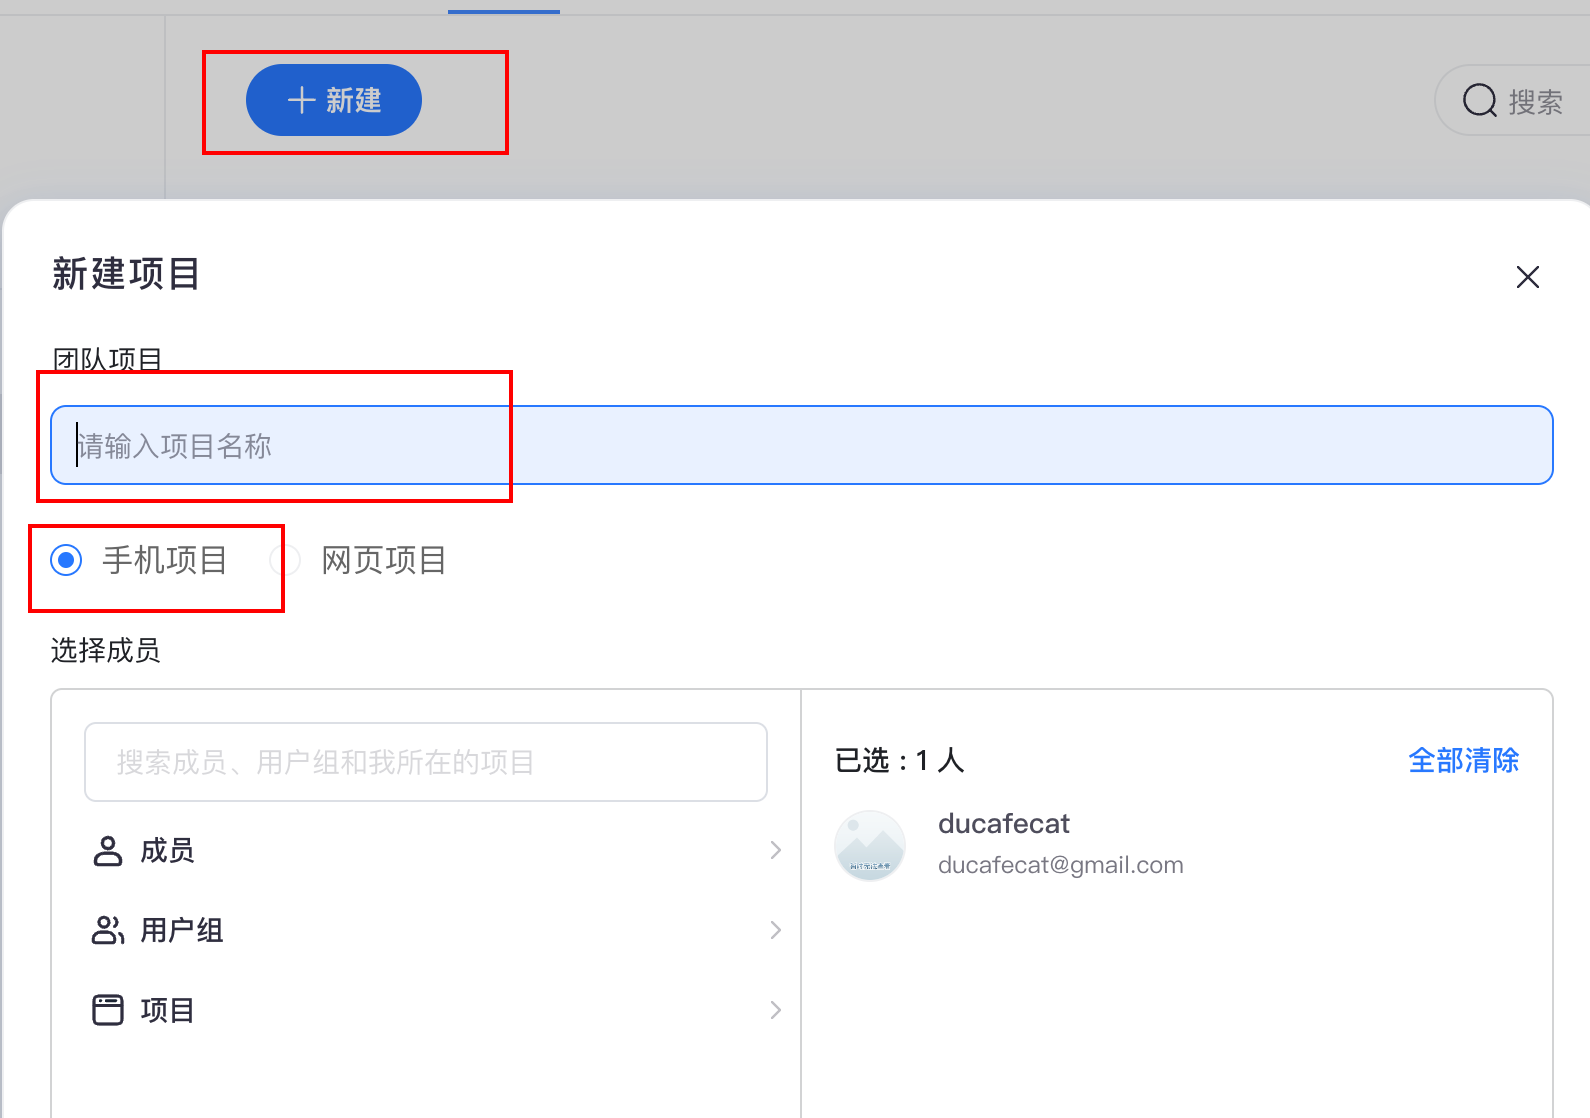 新建
搜索
新建项目
团队项目
请输入项目名称
手机项目 网页项目
选择成员
搜索成员、用户组和我所在的项目
已选：1 人 全部清除
ducafecat
ducafecat@gmail.com
成员
用户组
项目